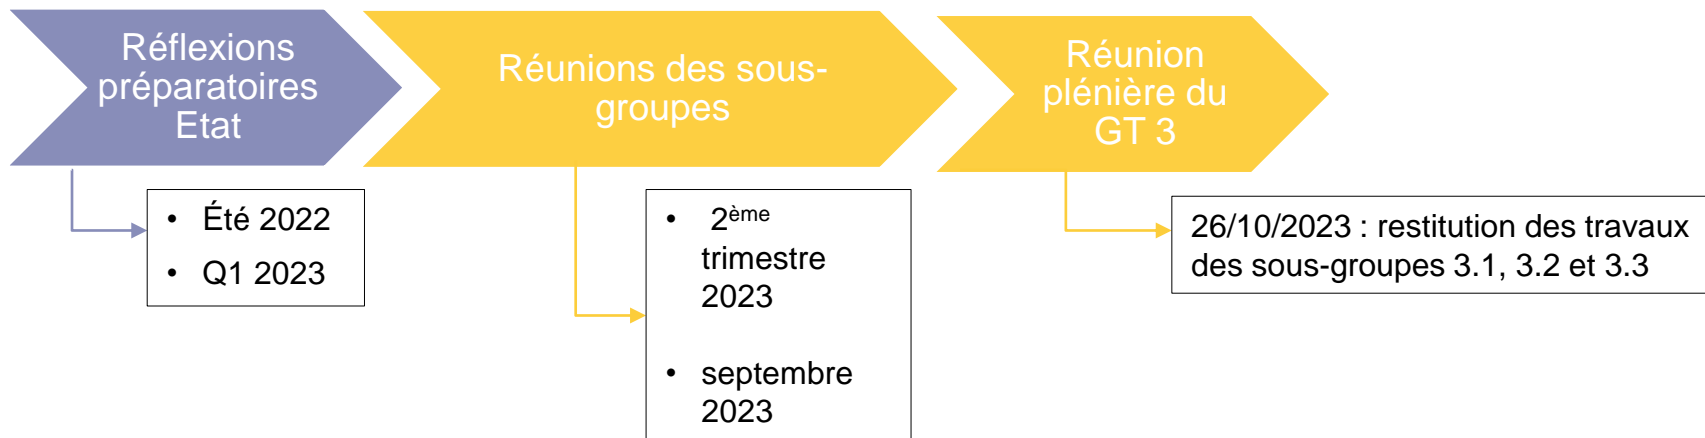 Réflexions
préparatoires
Etat
Réunions des sous-
groupes
Réunion
plénière du
GT 3
• Été 2022
• Q1 2023
• 2ème
trimestre
2023
• septembre
2023
26/10/2023 : restitution des travaux
des sous-groupes 3.1, 3.2 et 3.3